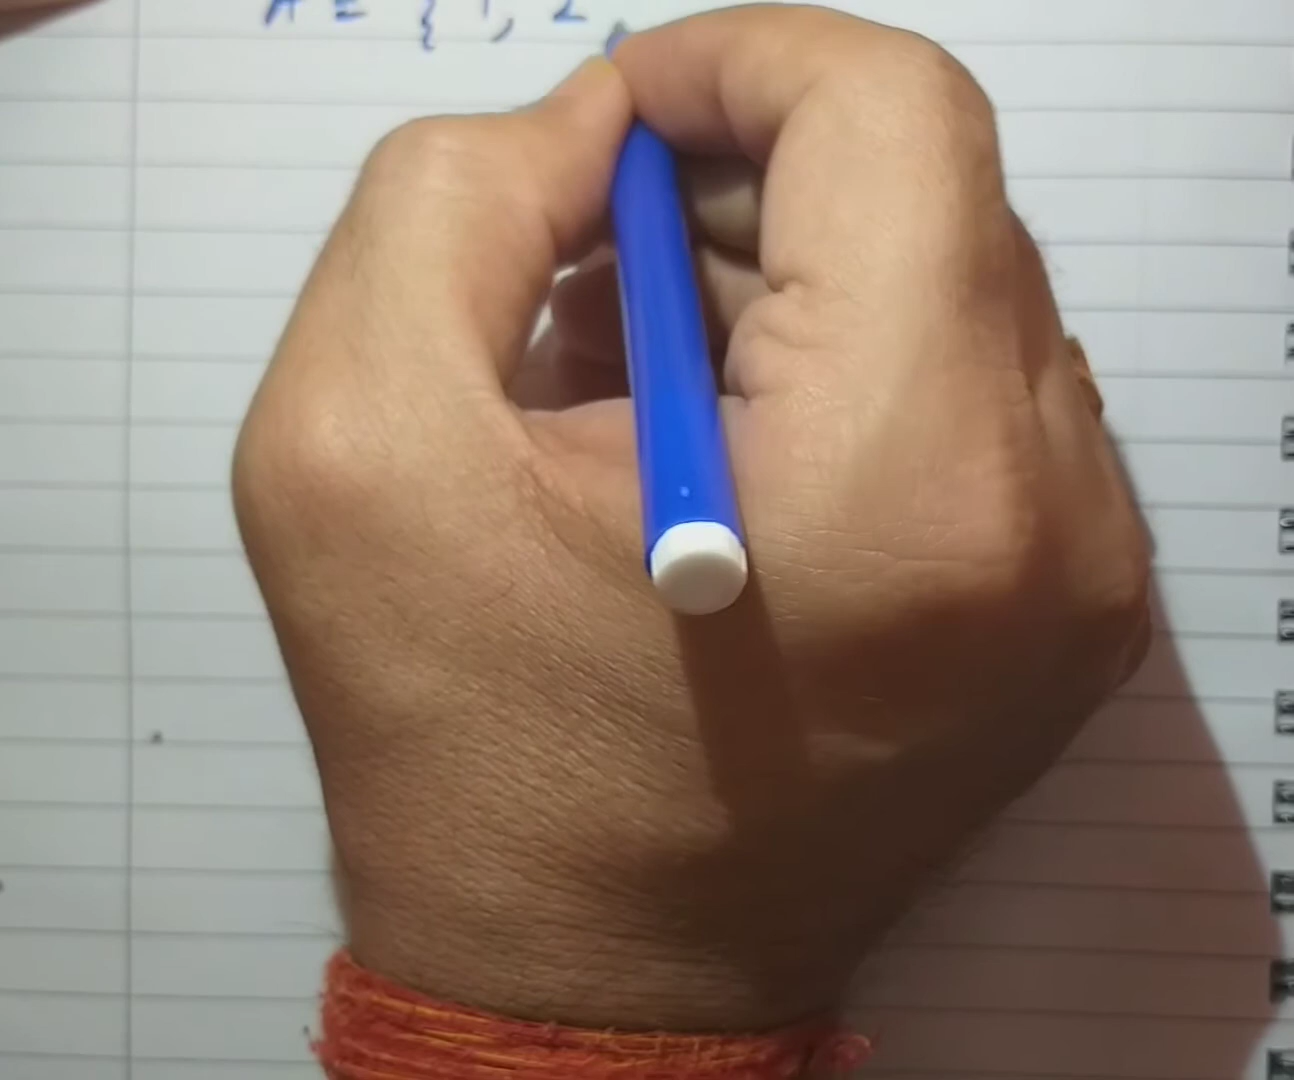 A = { 1, 2,